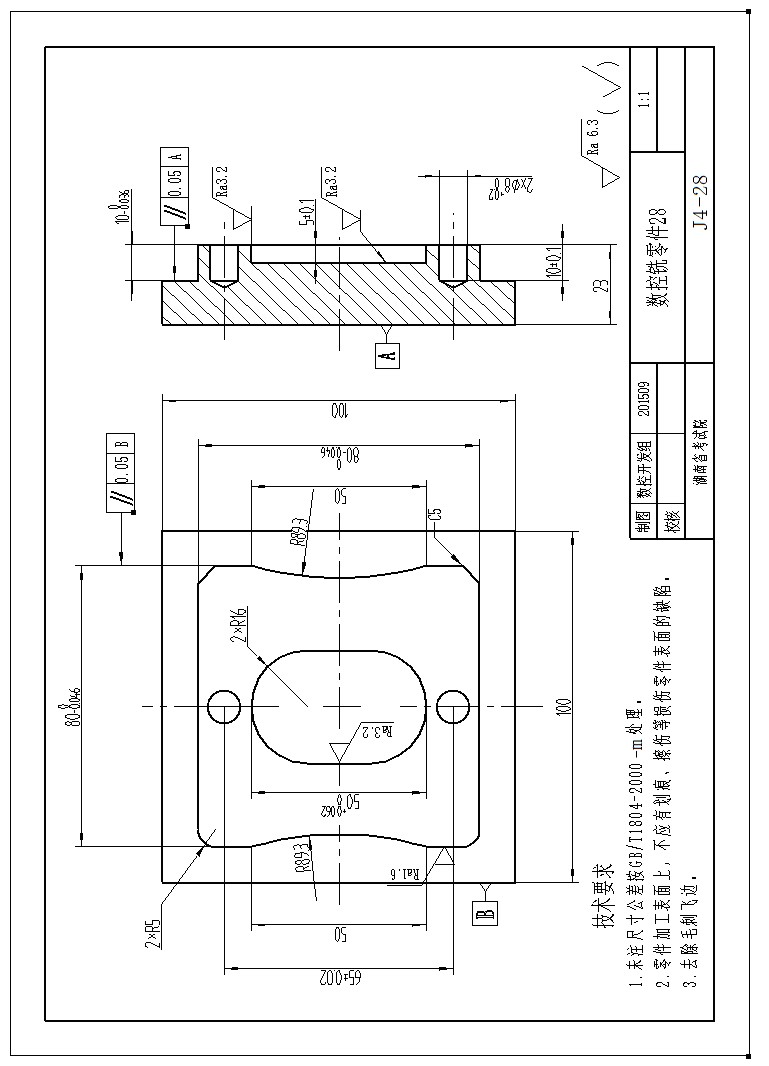 10-0.036 0
// 0.05 A
Ra3.2
5±0.1
Ra3.2
2×Φ8 +0.2 0
10±0.1
23
A
Ra 6.3 (√)
// 0.05 B
100
80-0.046 0
50
R89.3
C5
80-0.046 0
2×R16
Ra3.2
50 +0.062 0
100
R89.3
Ra1.6
B
2×R5
50
65±0.02
技术要求
1.未注尺寸公差按GB/T1804-2000-m处理。
2.零件加工表面上，不应有划痕、擦伤等损伤零件表面的缺陷。
3.去除毛刺飞边。
制图 数控开发组 201509
校核
湖南省考试院
数控铣零件28
1:1
J4-28